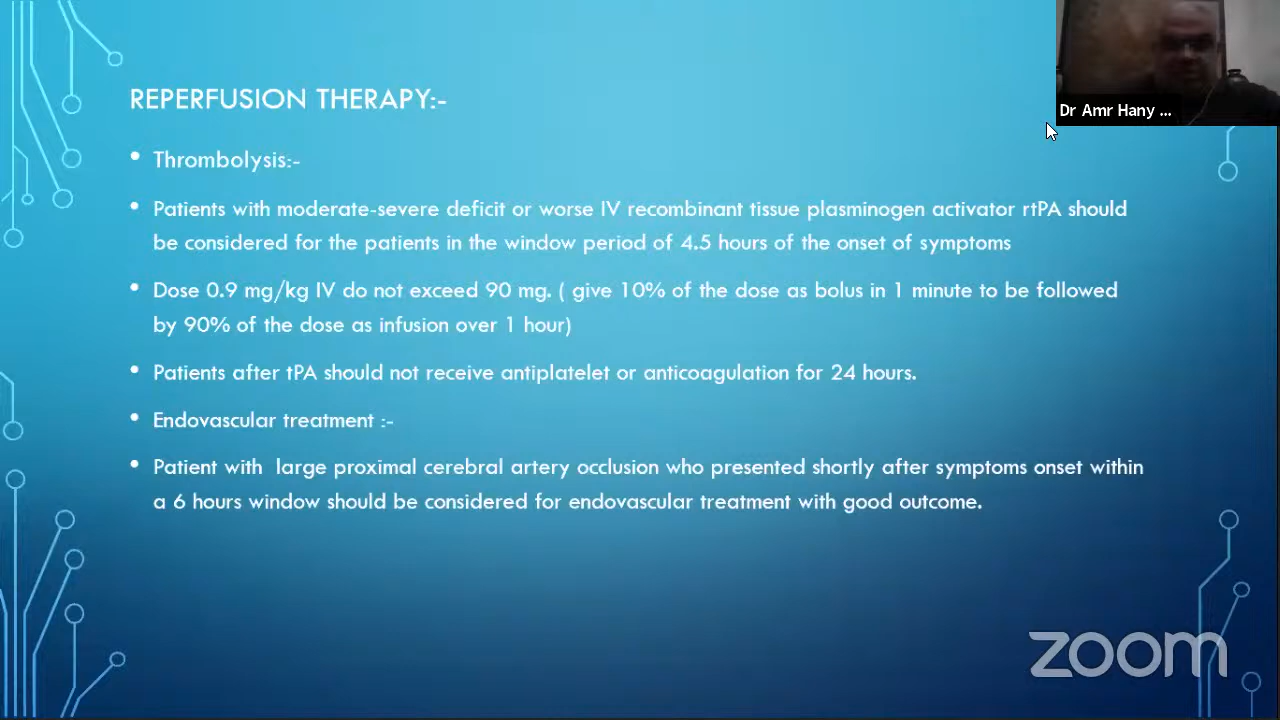 Dr Amr Hany ...
REPERFUSION THERAPY:-
• Thrombolysis:-
• Patients with moderate-severe deficit or worse IV recombinant tissue plasminogen activator rtPA should
be considered for the patients in the window period of 4.5 hours of the onset of symptoms
• Dose 0.9 mg/kg IV do not exceed 90 mg. ( give 10% of the dose as bolus in 1 minute to be followed
by 90% of the dose as infusion over 1 hour)
• Patients after tPA should not receive antiplatelet or anticoagulation for 24 hours.
• Endovascular treatment :-
• Patient with  large proximal cerebral artery occlusion who presented shortly after symptoms onset within
a 6 hours window should be considered for endovascular treatment with good outcome.
zoom